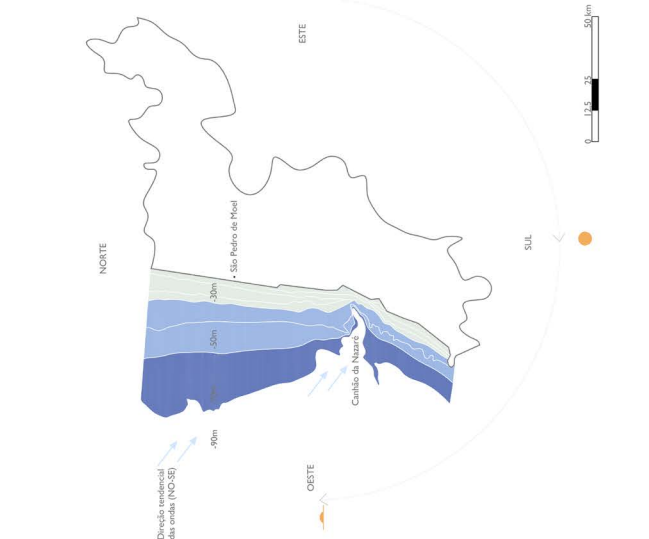 ESTE
50 km
25
12.5
0
SUL
NORTE
• São Pedro de Moel
-30m
-50m
-90m
Canhão da Nazaré
OESTE
Direção tendencial
das ondas (NO-SE)